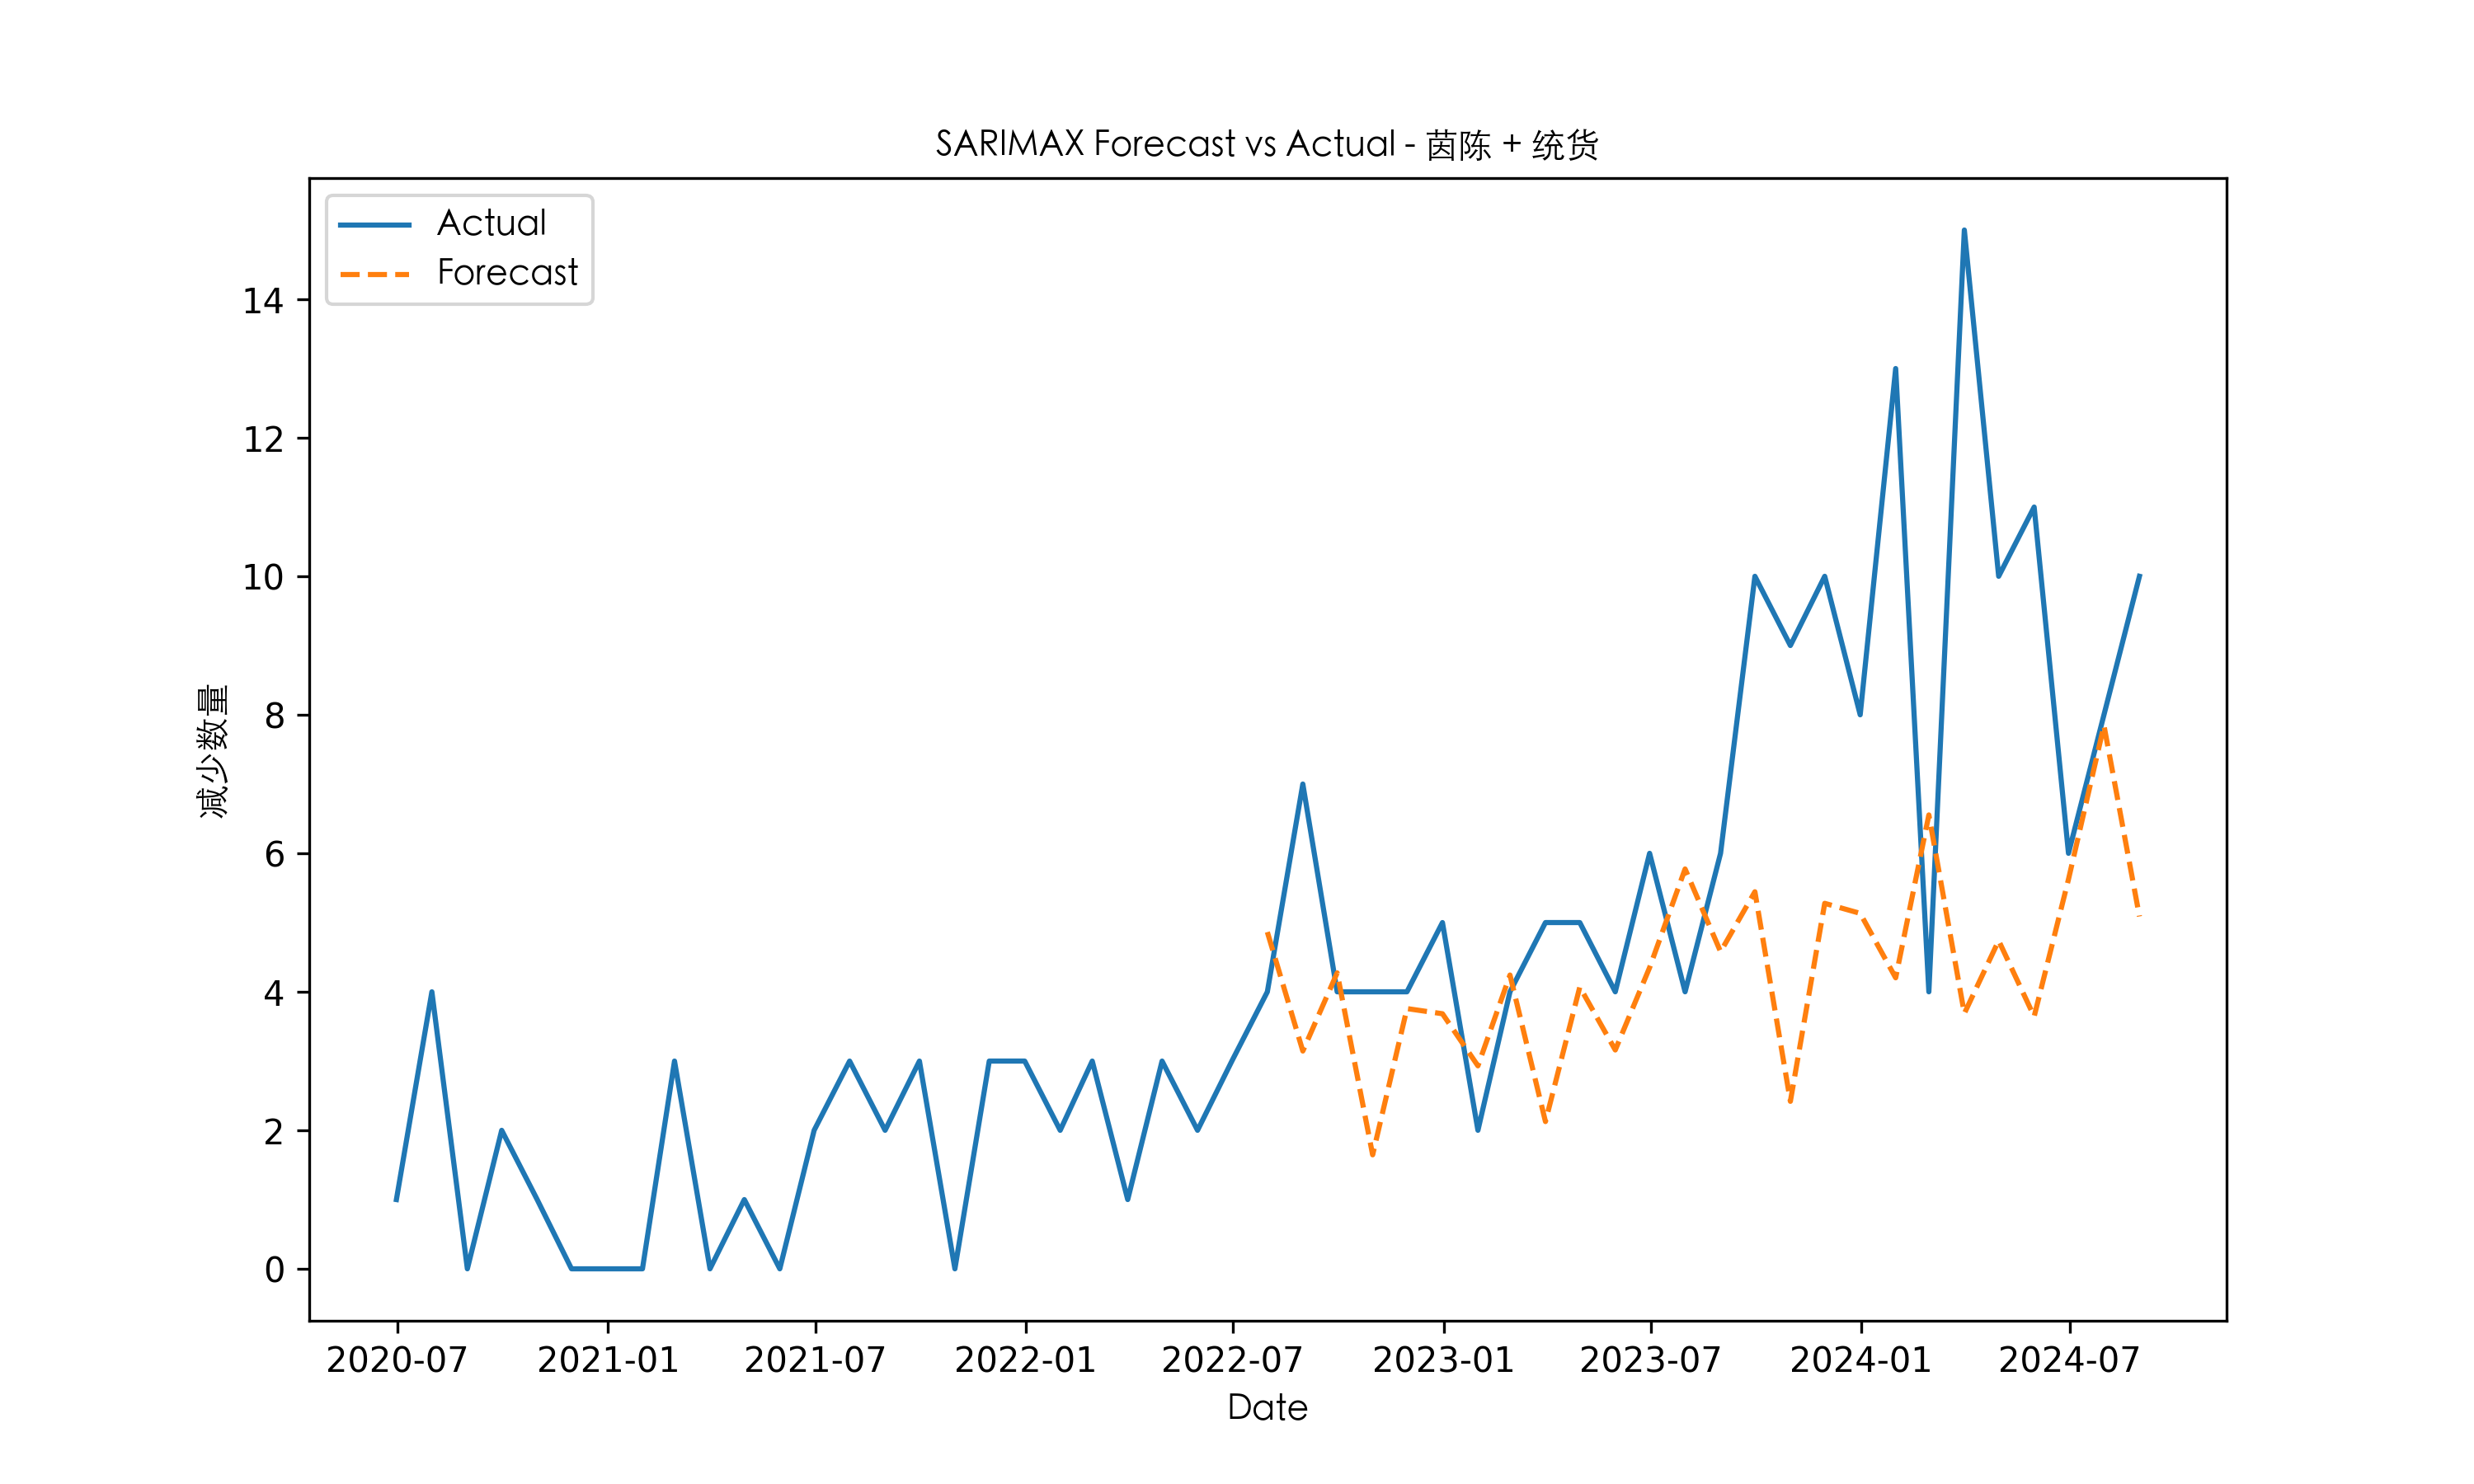 SARIMAX Forecast vs Actual - 茵陈 + 统货
Actual
Forecast
减少数量
14
12
10
8
6
4
2
0
2020-07 2021-01 2021-07 2022-01 2022-07 2023-01 2023-07 2024-01 2024-07
Date